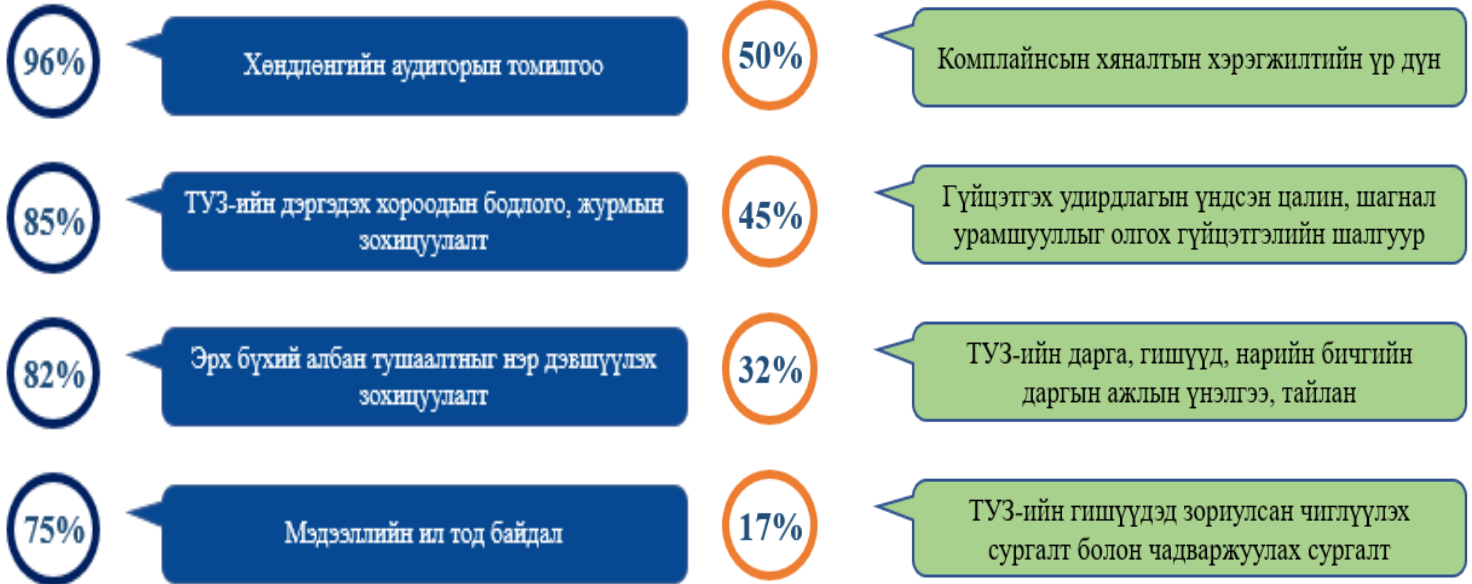 96%
Хөндлөнгийн аудиторын томилгоо
50%
Комплайнсын хяналтын хэрэгжилтийн үр дүн
85%
ТУЗ-ийн дэргэдэх хороодын бодлого, журмын
зохицуулалт
45%
Гүйцэтгэх удирдлагын үндсэн цалин, шагнал
урамшууллыг олгох гүйцэтгэлийн шалгуур
82%
Эрх бүхий албан тушаалтныг нэр дэвшүүлэх
зохицуулалт
32%
ТУЗ-ийн дарга, гишүүд, нарийн бичгийн
даргын ажлын үнэлгээ, тайлан
75%
Мэдээллийн ил тод байдал
17%
ТУЗ-ийн гишүүдэд зориулсан чиглүүлэх
сургалт болон чадваржуулах сургалт